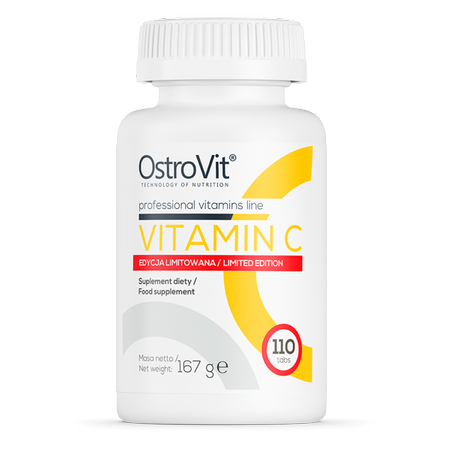 OstroVit®
TECHNOLOGY OF NUTRITION
professional vitamins line
VITAMIN C
EDYCJA LIMITOWANA / LIMITED EDITION
Suplement diety /
Food supplement
110
tabs
Masa netto /
Net weight: 167 g ℮